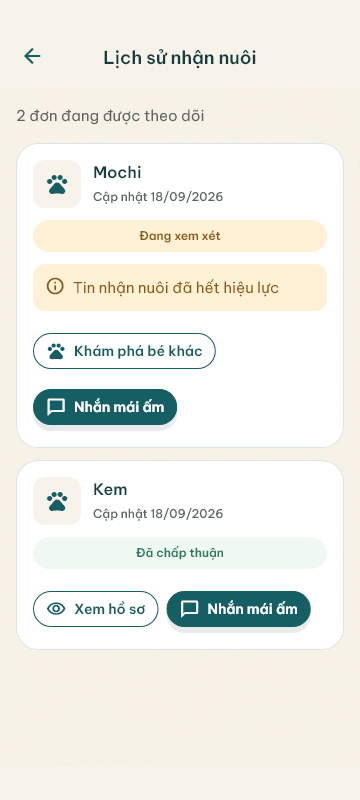 Lịch sử nhận nuôi
2 đơn đang được theo dõi
Mochi
Cập nhật 18/09/2026
Đang xem xét
Tin nhận nuôi đã hết hiệu lực
Khám phá bé khác
Nhắn mái ấm
Kem
Cập nhật 18/09/2026
Đã chấp thuận
Xem hồ sơ
Nhắn mái ấm